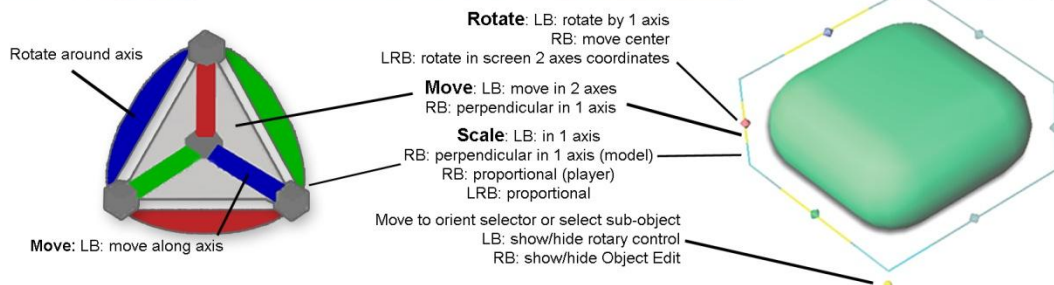 Rotate around axis
Move: LB: move along axis
Rotate: LB: rotate by 1 axis
RB: move center
LRB: rotate in screen 2 axes coordinates
Move: LB: move in 2 axes
RB: perpendicular in 1 axis
Scale: LB: in 1 axis
RB: perpendicular in 1 axis (model)
RB: proportional (player)
LRB: proportional
Move to orient selector or select sub-object
LB: show/hide rotary control
RB: show/hide Object Edit